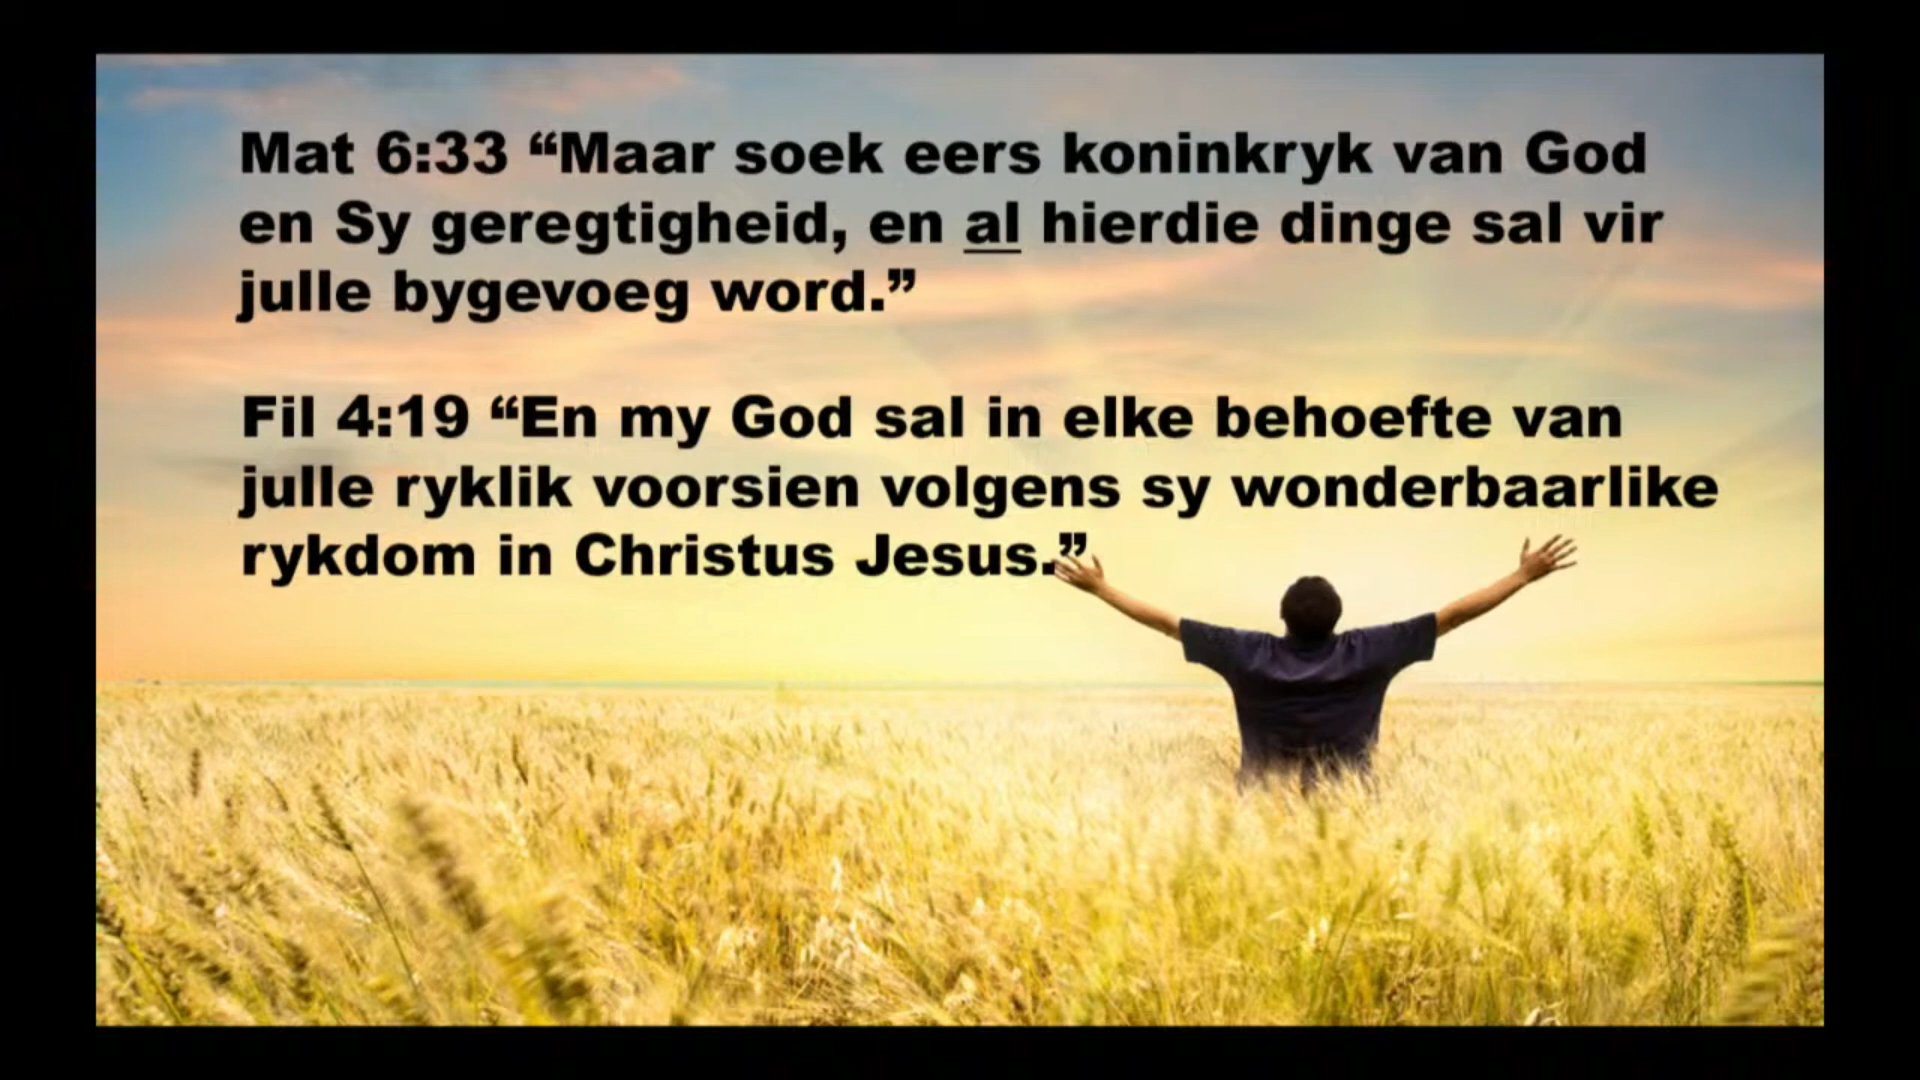 Mat 6:33 “Maar soek eers koninkryk van God
en Sy geregtigheid, en al hierdie dinge sal vir
julle bygevoeg word.”
Fil 4:19 “En my God sal in elke behoefte van
julle ryklik voorsien volgens sy wonderbaarlike
rykdom in Christus Jesus.”